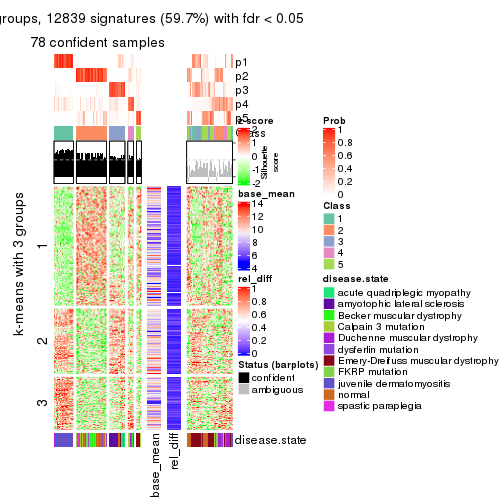 groups, 12839 signatures (59.7%) with fdr < 0.05
78 confident samples
p1
p2
p3
p4
p5
z-score
2
1
0
-1
-2
Silhouette
score
base_mean
14
12
10
8
6
4
rel_diff
1
0.8
0.6
0.4
0.2
0
Status (barplots)
confident
ambiguous
Prob
1
0.8
0.6
0.4
0.2
0
Class
1
2
3
4
5
disease.state
acute quadriplegic myopathy
amyotophic lateral sclerosis
Becker muscular dystrophy
Calpain 3 mutation
Duchenne muscular dystrophy
dysferlin mutation
Emery-Dreifuss muscular dystrophy
FKRP mutation
juvenile dermatomyositis
normal
spastic paraplegia
k-means with 3 groups
1
2
3
disease.state
base_mean
rel_diff